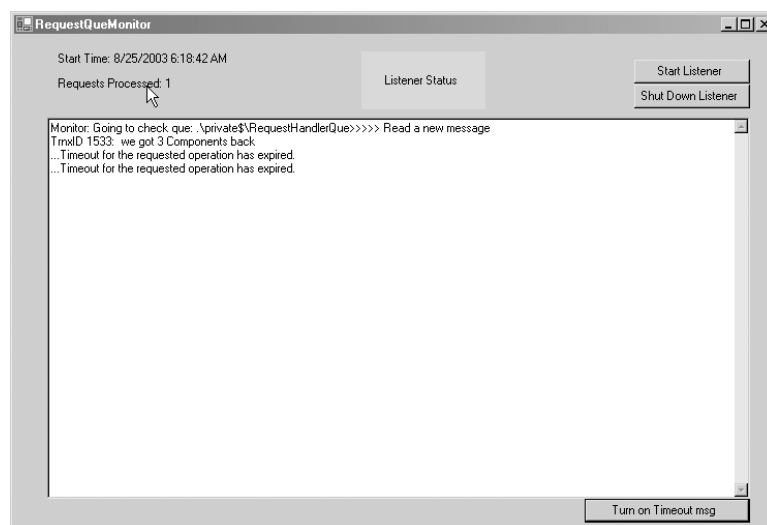 RequestQueMonitor
Start Time: 8/25/2003 6:18:42 AM
Requests Processed: 1
Listener Status
Start Listener
Shut Down Listener
Monitor: Going to check que: .\private$\RequestHandlerQue>>>>> Read a new message
TrnxID 1533:  we got 3 Components back
...Timeout for the requested operation has expired.
...Timeout for the requested operation has expired.
Turn on Timeout msg